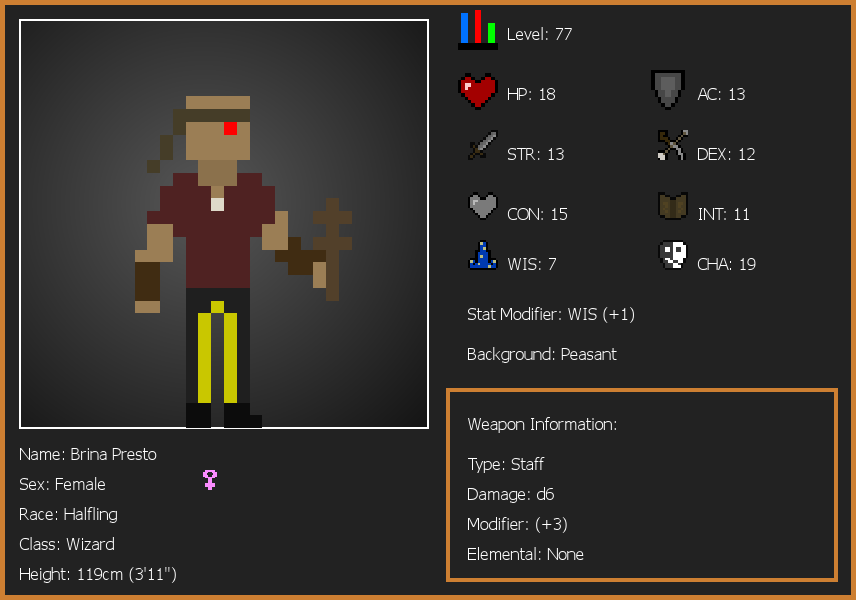 Level: 77
HP: 18
AC: 13
STR: 13
DEX: 12
CON: 15
INT: 11
WIS: 7
CHA: 19
Stat Modifier: WIS (+1)
Background: Peasant
Weapon Information:
Type: Staff
Damage: d6
Modifier: (+3)
Elemental: None
Name: Brina Presto
Sex: Female
Race: Halfling
Class: Wizard
Height: 119cm (3'11")